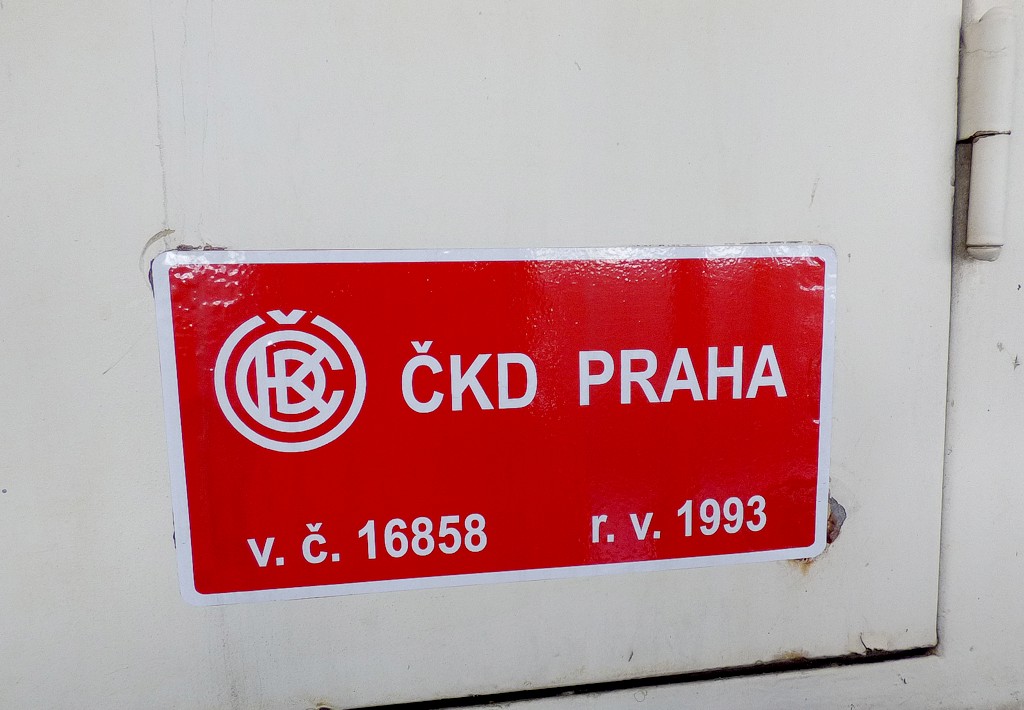 ČKD PRAHA
v. č. 16858 r. v. 1993